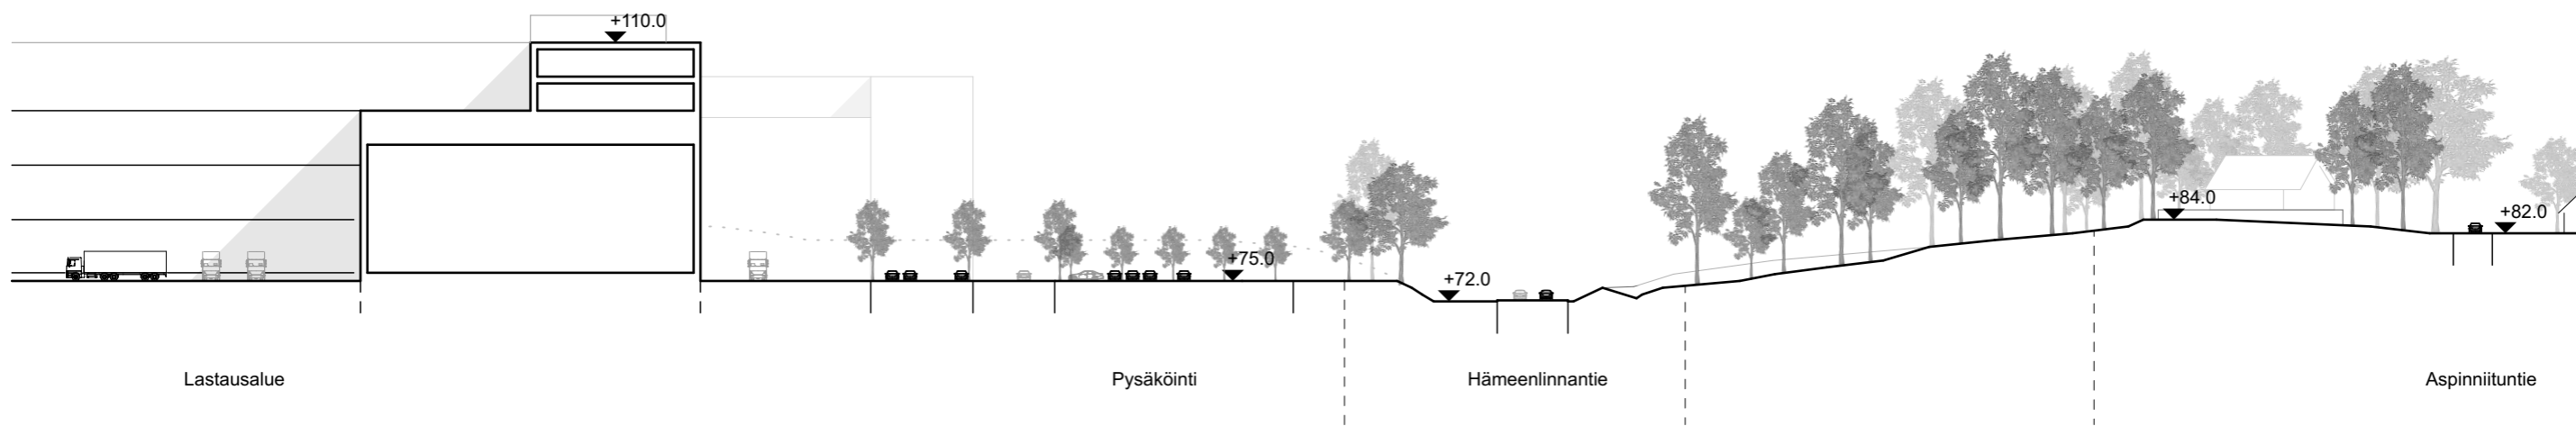 +110.0
+75.0
+72.0
+84.0
+82.0
Lastausalue
Pysäköinti
Hämeenlinnantie
Aspinniituntie